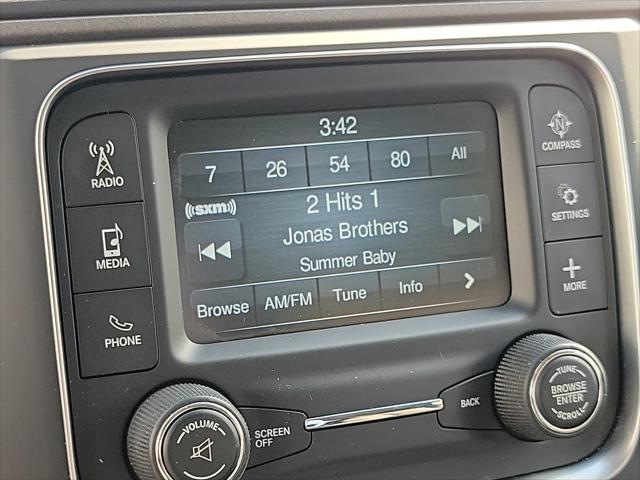 3:42
7 26 54 80 All
((sxm)) 2 Hits 1
Jonas Brothers
Summer Baby
Browse AM/FM Tune Info
RADIO
MEDIA
PHONE
N
COMPASS
SETTINGS
MORE
VOLUME
SCREEN
OFF
BACK
TUNE
BROWSE
ENTER
SCROLL